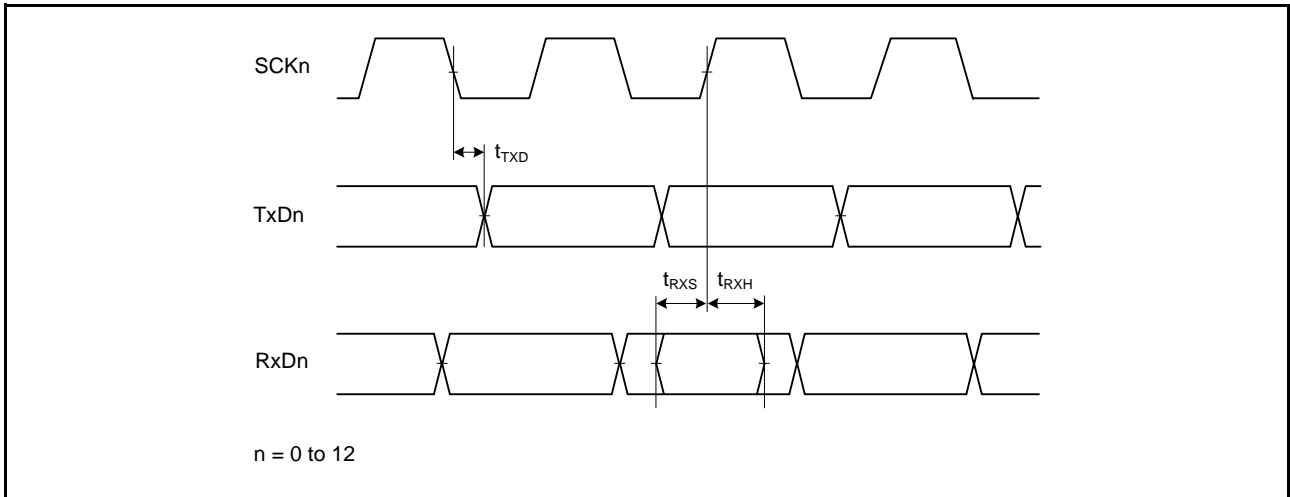 SCKn
tTXD
TxDn
tRXS tRXH
RxDn
n = 0 to 12